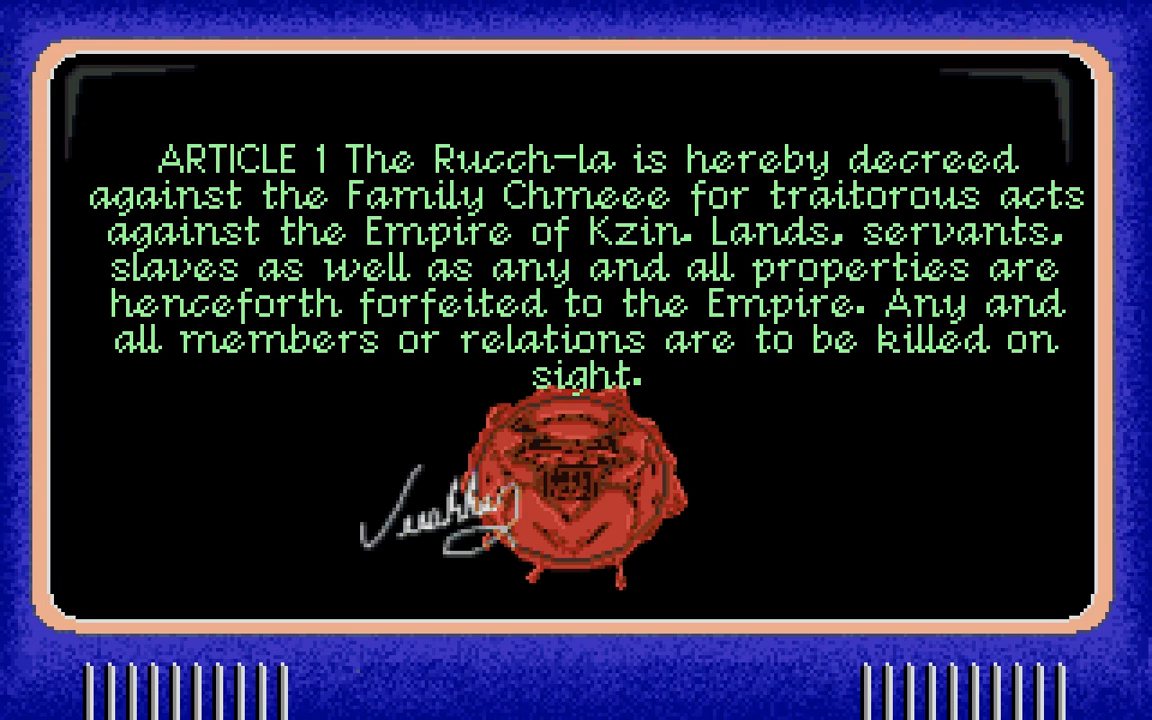 ARTICLE 1 The Rucch-la is hereby decreed
against the Family Chmeee for traitorous acts
against the Empire of Kzin. Lands, servants,
slaves as well as any and all properties are
henceforth forfeited to the Empire. Any and
all members or relations are to be killed on
sight.